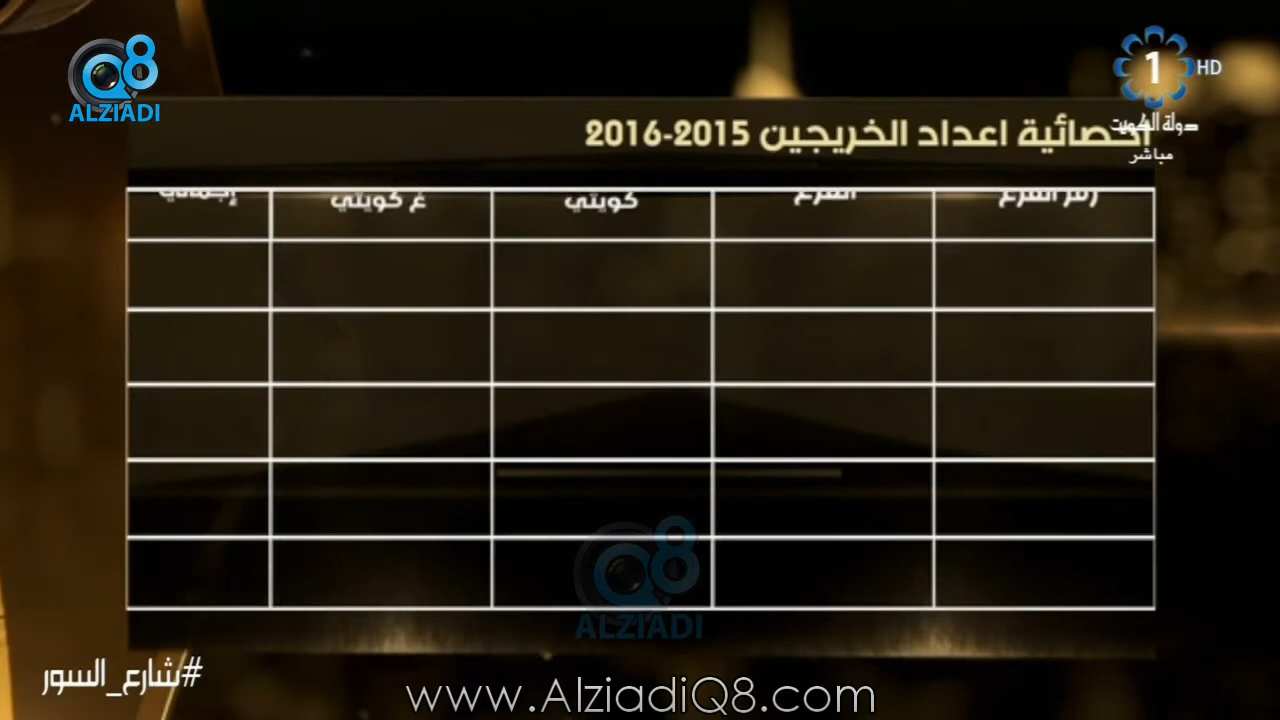 Q8
ALZIADI
1 HD
دولة الكويت
مباشر
إحصائية اعداد الخريجين 2015-2016
رمز الفرع الفرع كويتي غ كويتي إجمالي
Q8
ALZIADI
#شارع_السور
www.AlziadiQ8.com